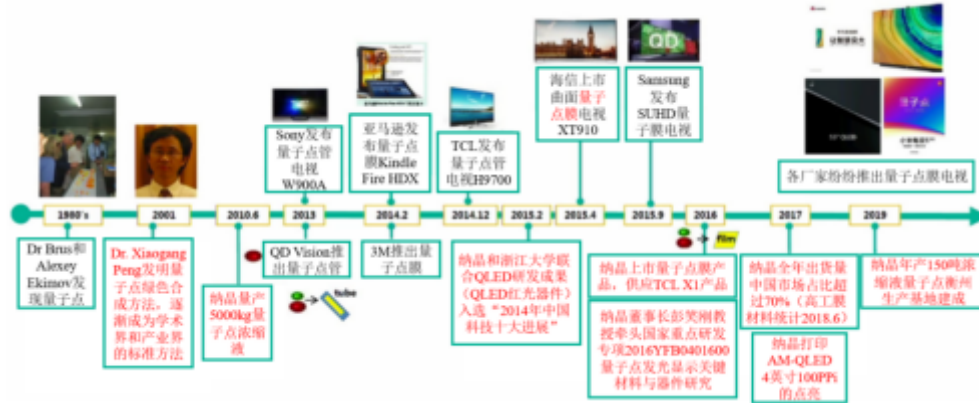 QD
Sony发布
量子点管
电视
W900A
亚马逊发
布量子点
膜Kindle
Fire HDX
TCL发布
量子点管
电视H9700
海信上市
曲面量子
点膜电视
XT910
Samsung
发布
SUHD量
子膜电视
各厂家纷纷推出量子点膜电视
1980's
2001
2010.6
2013
2014.2
2014.12
2015.2
2015.4
2015.9
2016
2017
2019
Dr Brus和
Alexey
Ekimov发
现量子点
Dr. Xiaogang
Peng发明量
子点绿色合
成方法，逐
渐成为学术
界和产业界
的标准方法
纳晶量产
5000kg量
子点浓缩
液
QD Vision推
出量子点管
tube
3M推出量
子点膜
纳晶和浙江大学联
合QLED研发成果
（QLED红光器件）
入选“2014年中国
科技十大进展”
film
纳晶上市量子点膜产
品，供应TCL X1产品
纳晶董事长彭笑刚教
授牵头国家重点研发
专项2016YFB0401600
量子点发光显示关键
材料与器件研究
纳晶全年出货量
中国市场占比超
过70%（高工膜
材料统计2018.6）
纳晶打印
AM-QLED
4英寸100PPi
的点亮
纳晶年产150吨浓
缩液量子点衢州
生产基地建成